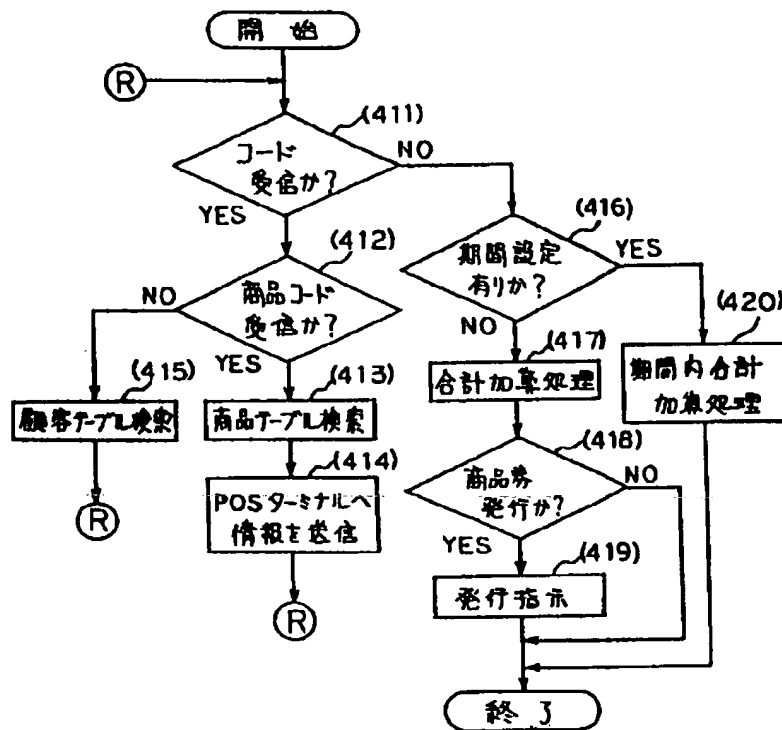 開始
R
(411)
コード
受信か?
NO
YES
(412)
(416)
商品コード
受信か?
期間設定
有りか?
YES
NO
NO
YES
(420)
(415)
(413)
(417)
顧客テーブル検索
商品テーブル検索
合計加算処理
期間内合計
加算処理
(414)
(418)
POSターミナルへ
情報を送信
商品券
発行か?
NO
R
YES
(419)
R
発行指示
終了